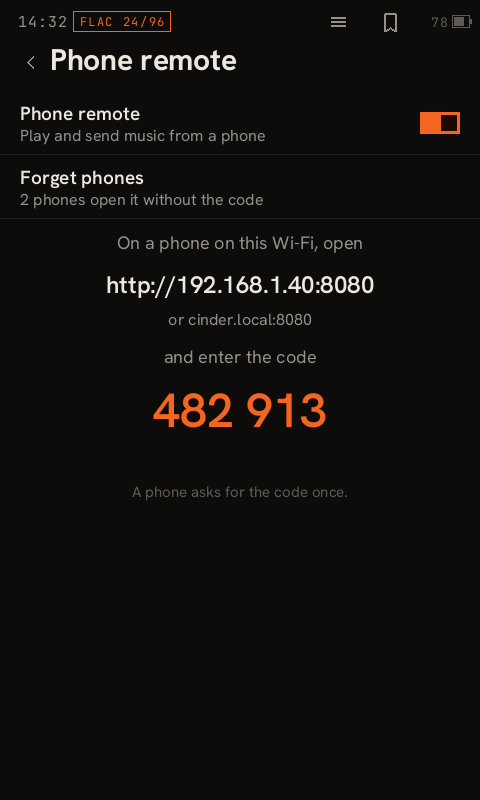 14:32 FLAC 24/96 78
Phone remote
Phone remote
Play and send music from a phone
Forget phones
2 phones open it without the code
On a phone on this Wi-Fi, open
http://192.168.1.40:8080
or cinder.local:8080
and enter the code
482 913
A phone asks for the code once.